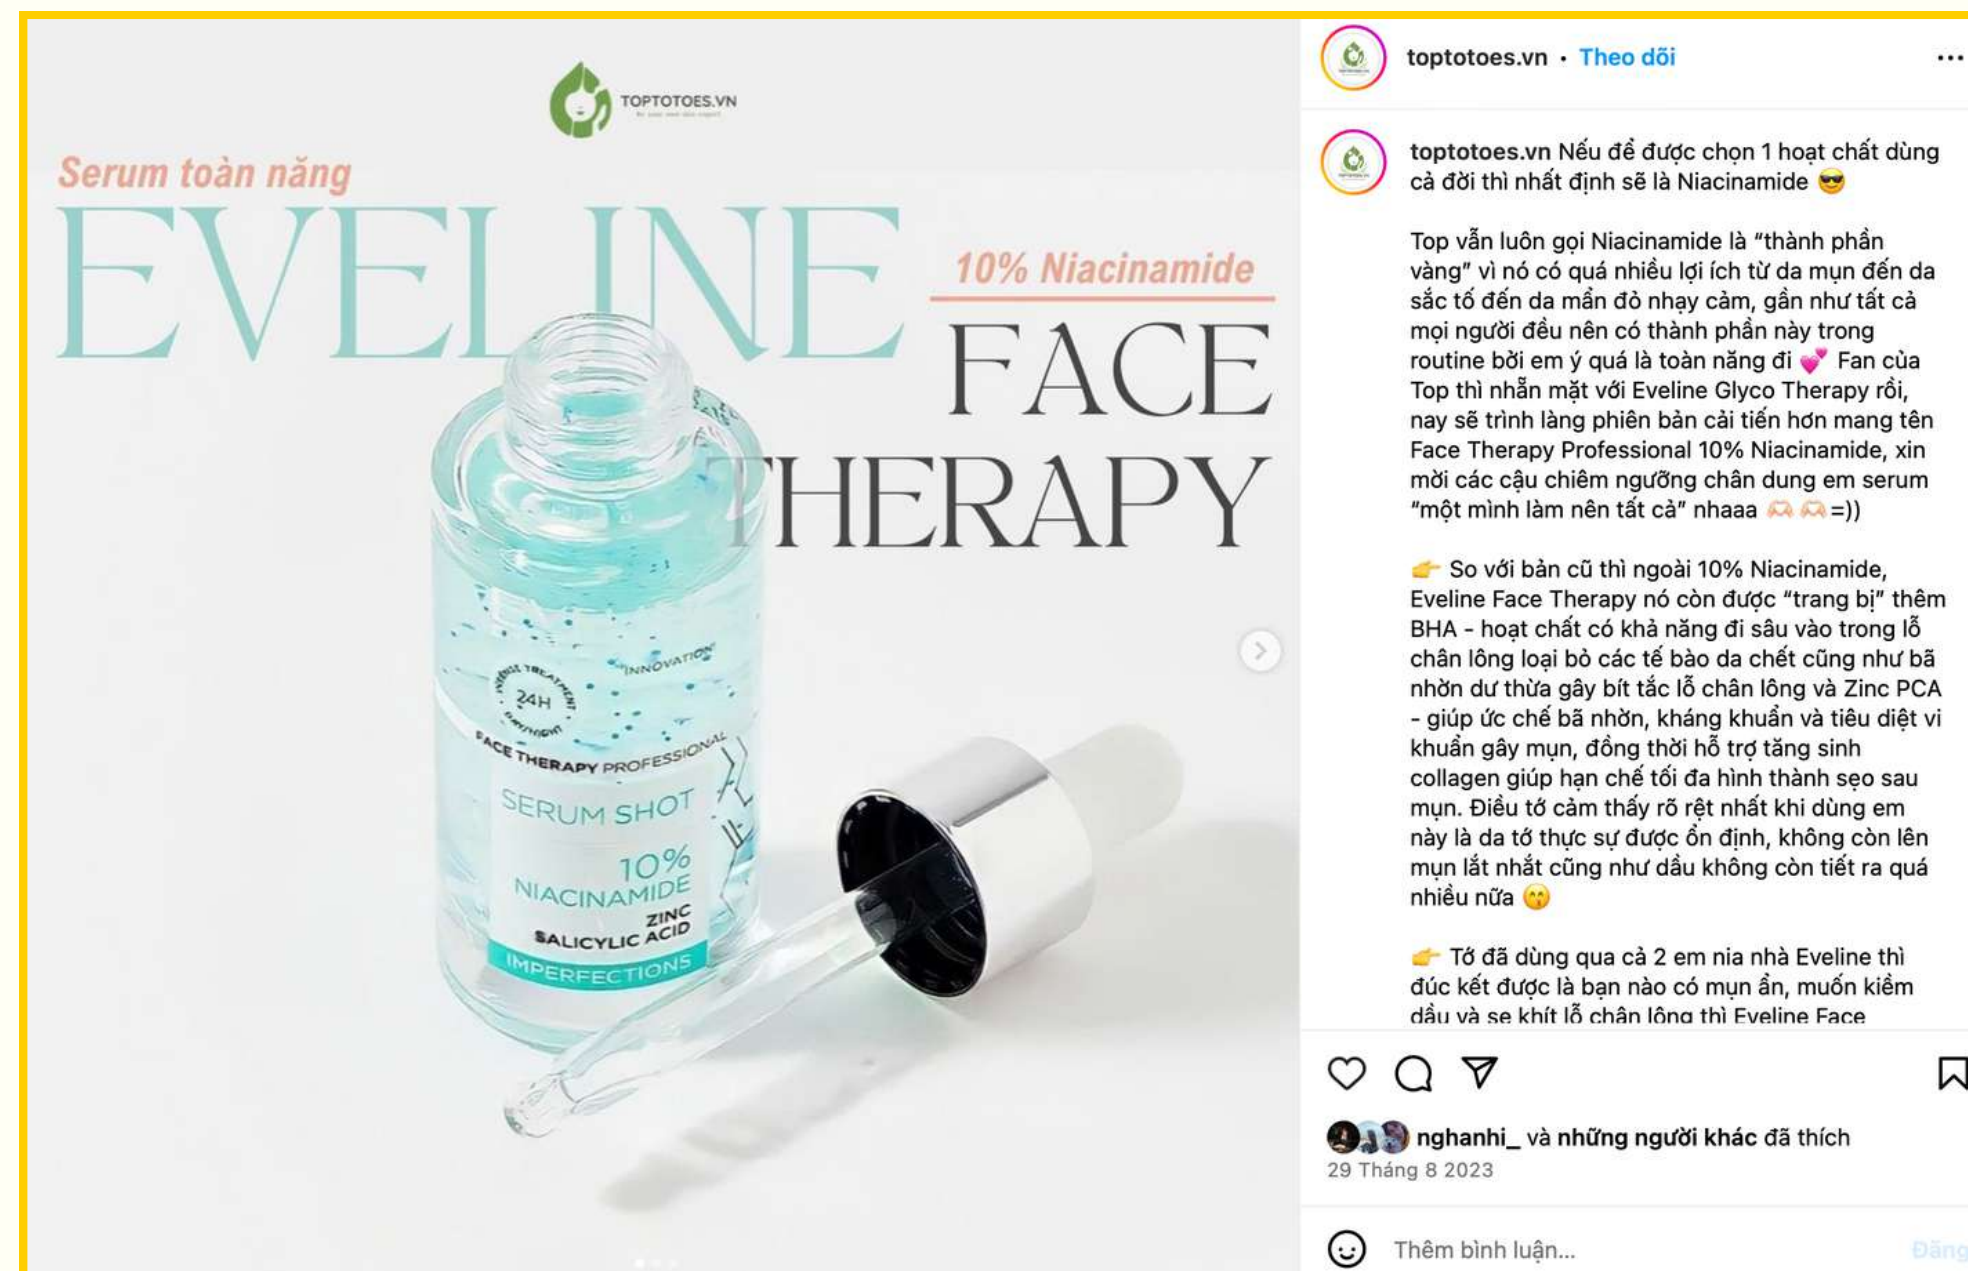 TOPTOTOES.VN
Serum toàn năng
EVELINE
10% Niacinamide
FACE
THERAPY
INTENSE TREATMENT
24H
DAY/NIGHT
INNOVATION
FACE THERAPY PROFESSIONAL
SERUM SHOT
10%
NIACINAMIDE
ZINC
SALICYLIC ACID
IMPERFECTIONS
toptotoes.vn • Theo dõi
toptotoes.vn Nếu để được chọn 1 hoạt chất dùng
cả đời thì nhất định sẽ là Niacinamide 😎
Top vẫn luôn gọi Niacinamide là “thành phần
vàng” vì nó có quá nhiều lợi ích từ da mụn đến da
sắc tố đến da mẩn đỏ nhạy cảm, gần như tất cả
mọi người đều nên có thành phần này trong
routine bởi em ý quá là toàn năng đi 💕 Fan của
Top thì nhẵn mặt với Eveline Glyco Therapy rồi,
nay sẽ trình làng phiên bản cải tiến hơn mang tên
Face Therapy Professional 10% Niacinamide, xin
mời các cậu chiêm ngưỡng chân dung em serum
“một mình làm nên tất cả” nhaaa 🫶🏻 🫶🏻 =))
👉 So với bản cũ thì ngoài 10% Niacinamide,
Eveline Face Therapy nó còn được “trang bị” thêm
BHA - hoạt chất có khả năng đi sâu vào trong lỗ
chân lông loại bỏ các tế bào da chết cũng như bã
nhờn dư thừa gây bít tắc lỗ chân lông và Zinc PCA
- giúp ức chế bã nhờn, kháng khuẩn và tiêu diệt vi
khuẩn gây mụn, đồng thời hỗ trợ tăng sinh
collagen giúp hạn chế tối đa hình thành sẹo sau
mụn. Điều tớ cảm thấy rõ rệt nhất khi dùng em
này là da tớ thực sự được ổn định, không còn lên
mụn lắt nhắt cũng như dầu không còn tiết ra quá
nhiều nữa 😙
👉 Tớ đã dùng qua cả 2 em nia nhà Eveline thì
đúc kết được là bạn nào có mụn ẩn, muốn kiềm
dầu và se khít lỗ chân lông thì Eveline Face
nghanhi_ và những người khác đã thích
29 Tháng 8 2023
Thêm bình luận...
Đăng